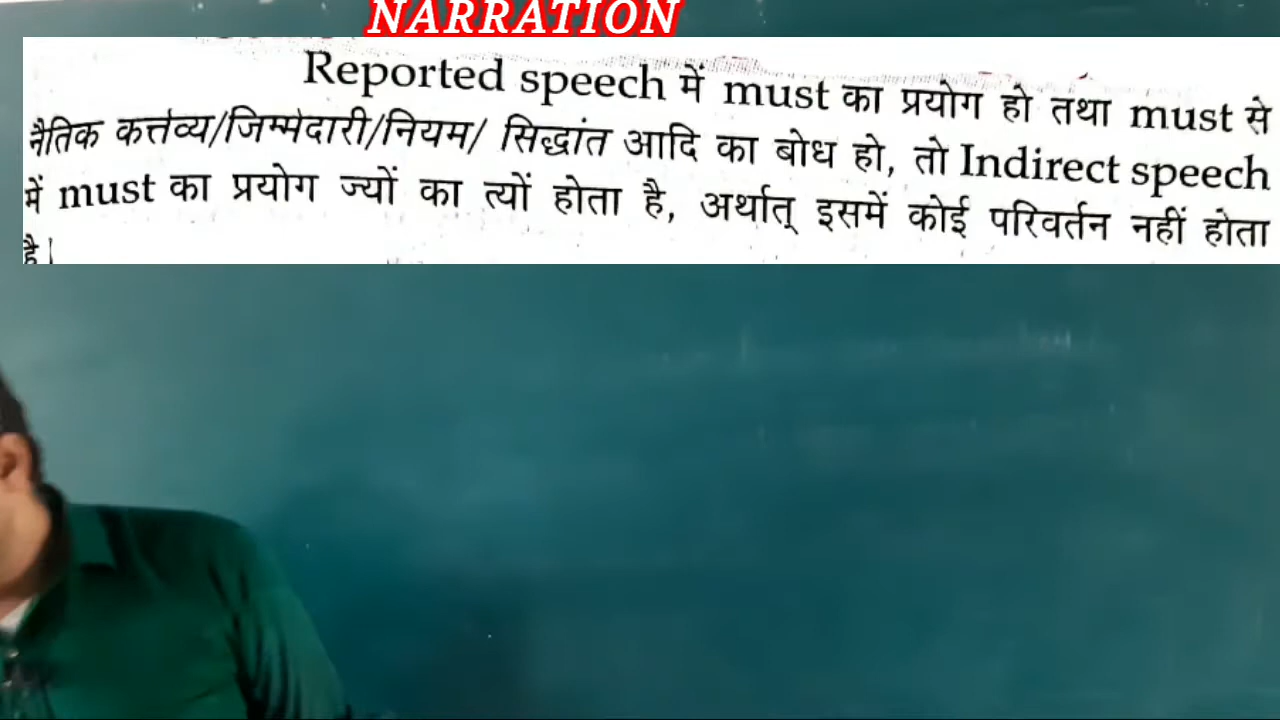 NARRATION
Reported speech में must का प्रयोग हो तथा must से
नैतिक कर्त्तव्य/जिम्मेदारी/नियम/ सिद्धांत आदि का बोध हो, तो Indirect speech
में must का प्रयोग ज्यों का त्यों होता है, अर्थात् इसमें कोई परिवर्तन नहीं होता
है।